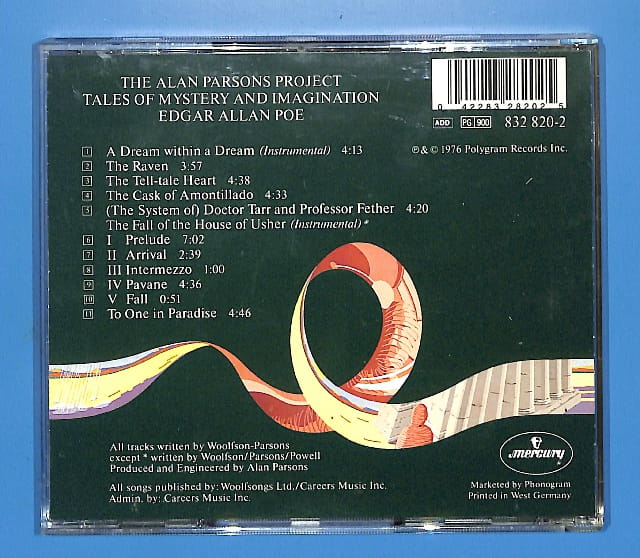 THE ALAN PARSONS PROJECT
TALES OF MYSTERY AND IMAGINATION
EDGAR ALLAN POE
0 42283 28202 5
ADD PG 900 832 820-2
℗ & © 1976 Polygram Records Inc.
1 A Dream within a Dream (Instrumental) 4:13
2 The Raven 3:57
3 The Tell-tale Heart 4:38
4 The Cask of Amontillado 4:33
5 (The System of) Doctor Tarr and Professor Fether 4:20
The Fall of the House of Usher (Instrumental)*
6 I Prelude 7:02
7 II Arrival 2:39
8 III Intermezzo 1:00
9 IV Pavane 4:36
10 V Fall 0:51
11 To One in Paradise 4:46
All tracks written by Woolfson-Parsons
except * written by Woolfson/Parsons/Powell
Produced and Engineered by Alan Parsons
All songs published by: Woolfsongs Ltd./Careers Music Inc.
Admin. by: Careers Music Inc.
mercury
Marketed by Phonogram
Printed in West Germany